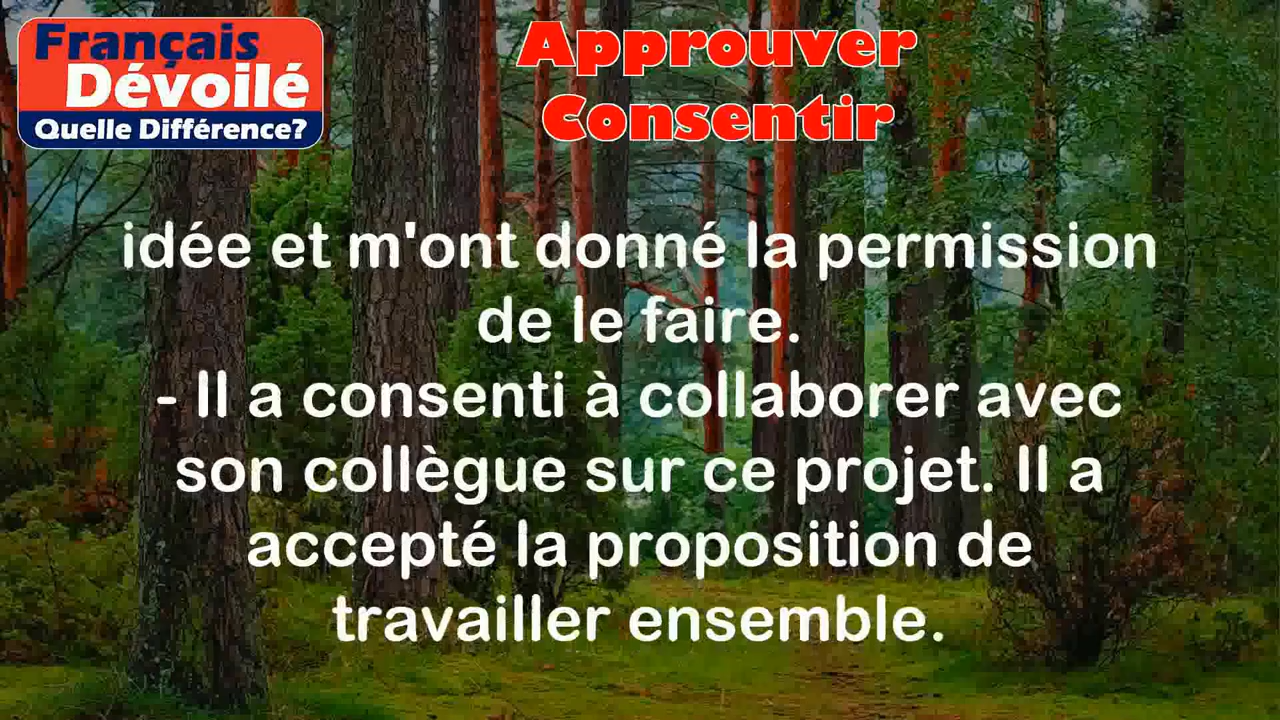 Français
Dévoilé
Quelle Différence?
Approuver
Consentir
idée et m'ont donné la permission
de le faire.
- Il a consenti à collaborer avec
son collègue sur ce projet. Il a
accepté la proposition de
travailler ensemble.